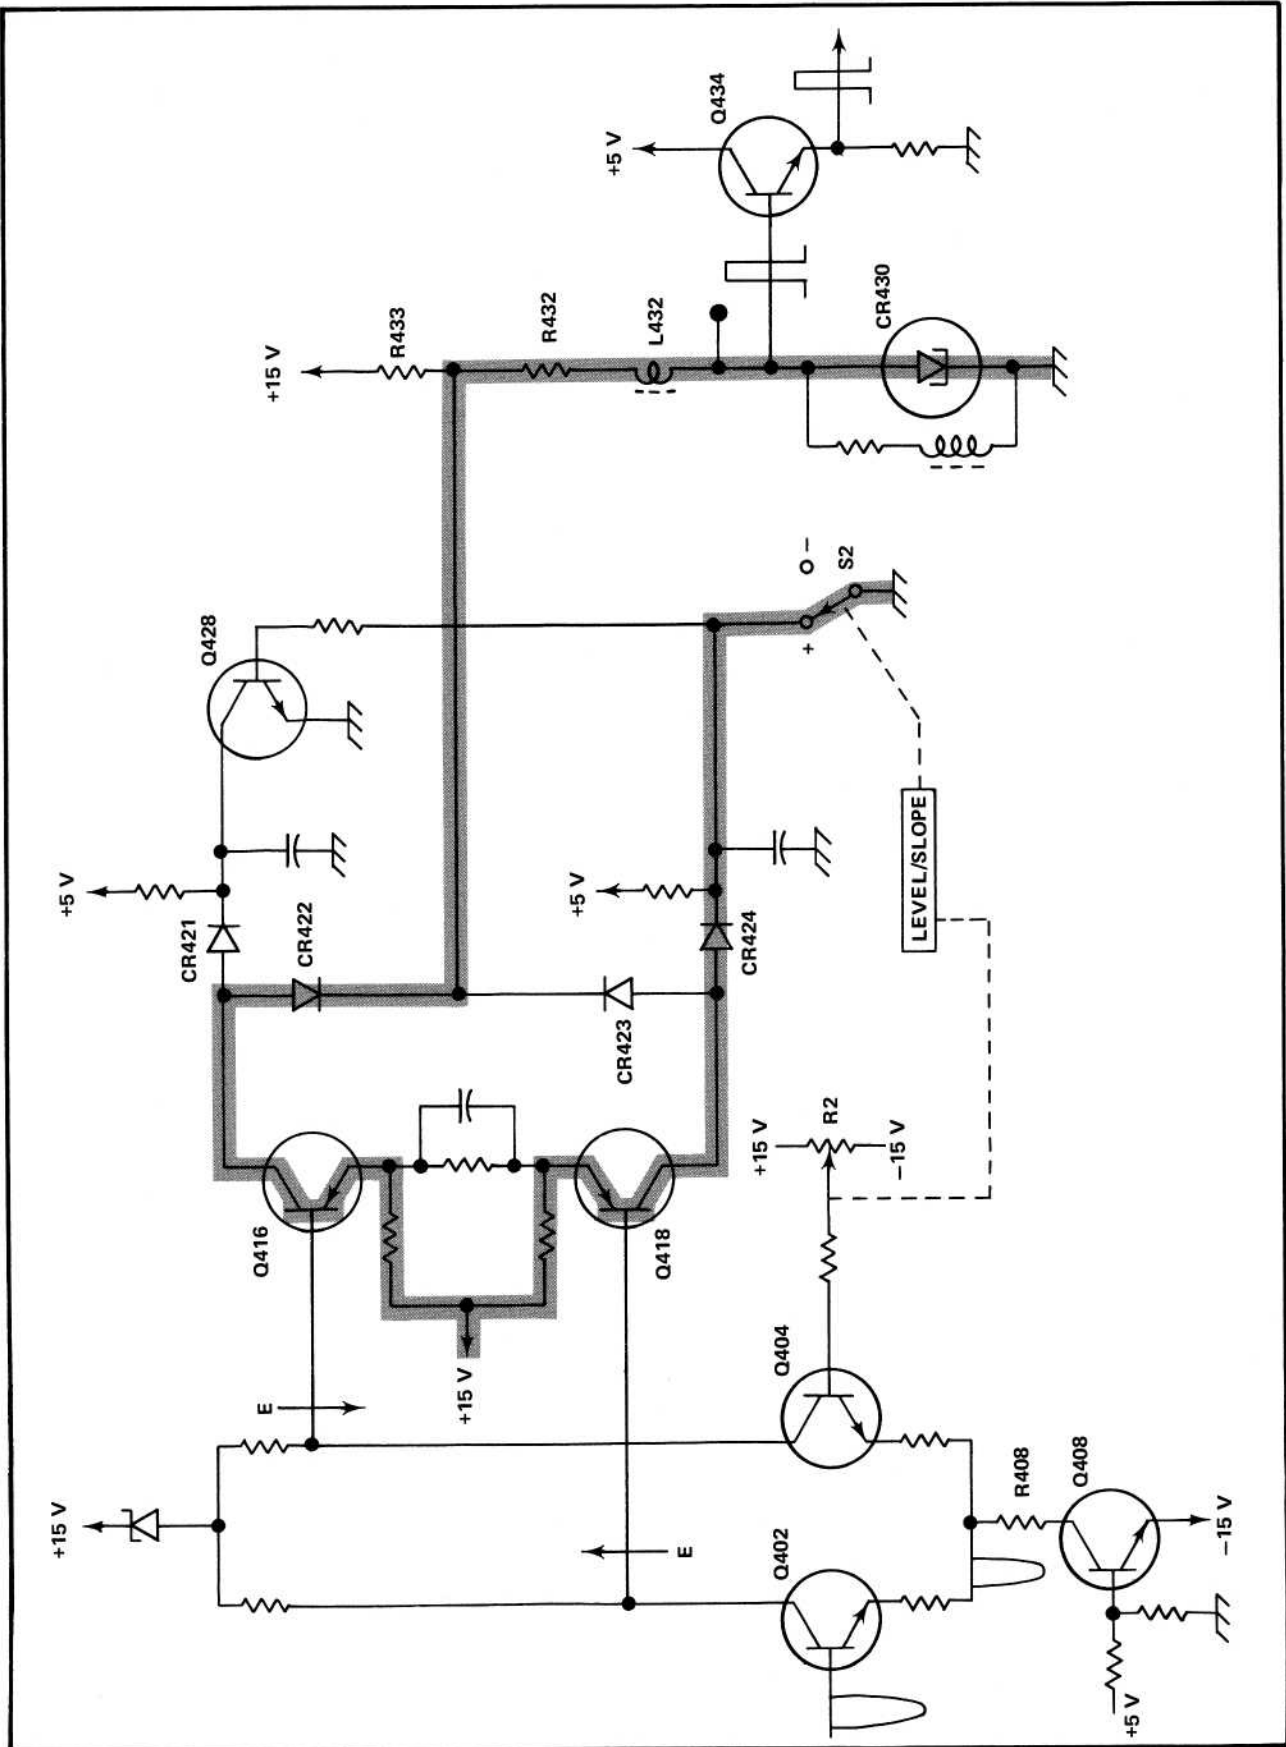 Q434
+5 V
+15 V
R433
R432
L432
CR430
Q428
−
S2
+
+5 V
CR421
CR422
+5 V
CR424
CR423
LEVEL/SLOPE
Q416
Q418
+15 V
R2
−15 V
+15 V
E
Q404
+15 V
E
Q402
R408
Q408
−15 V
+5 V